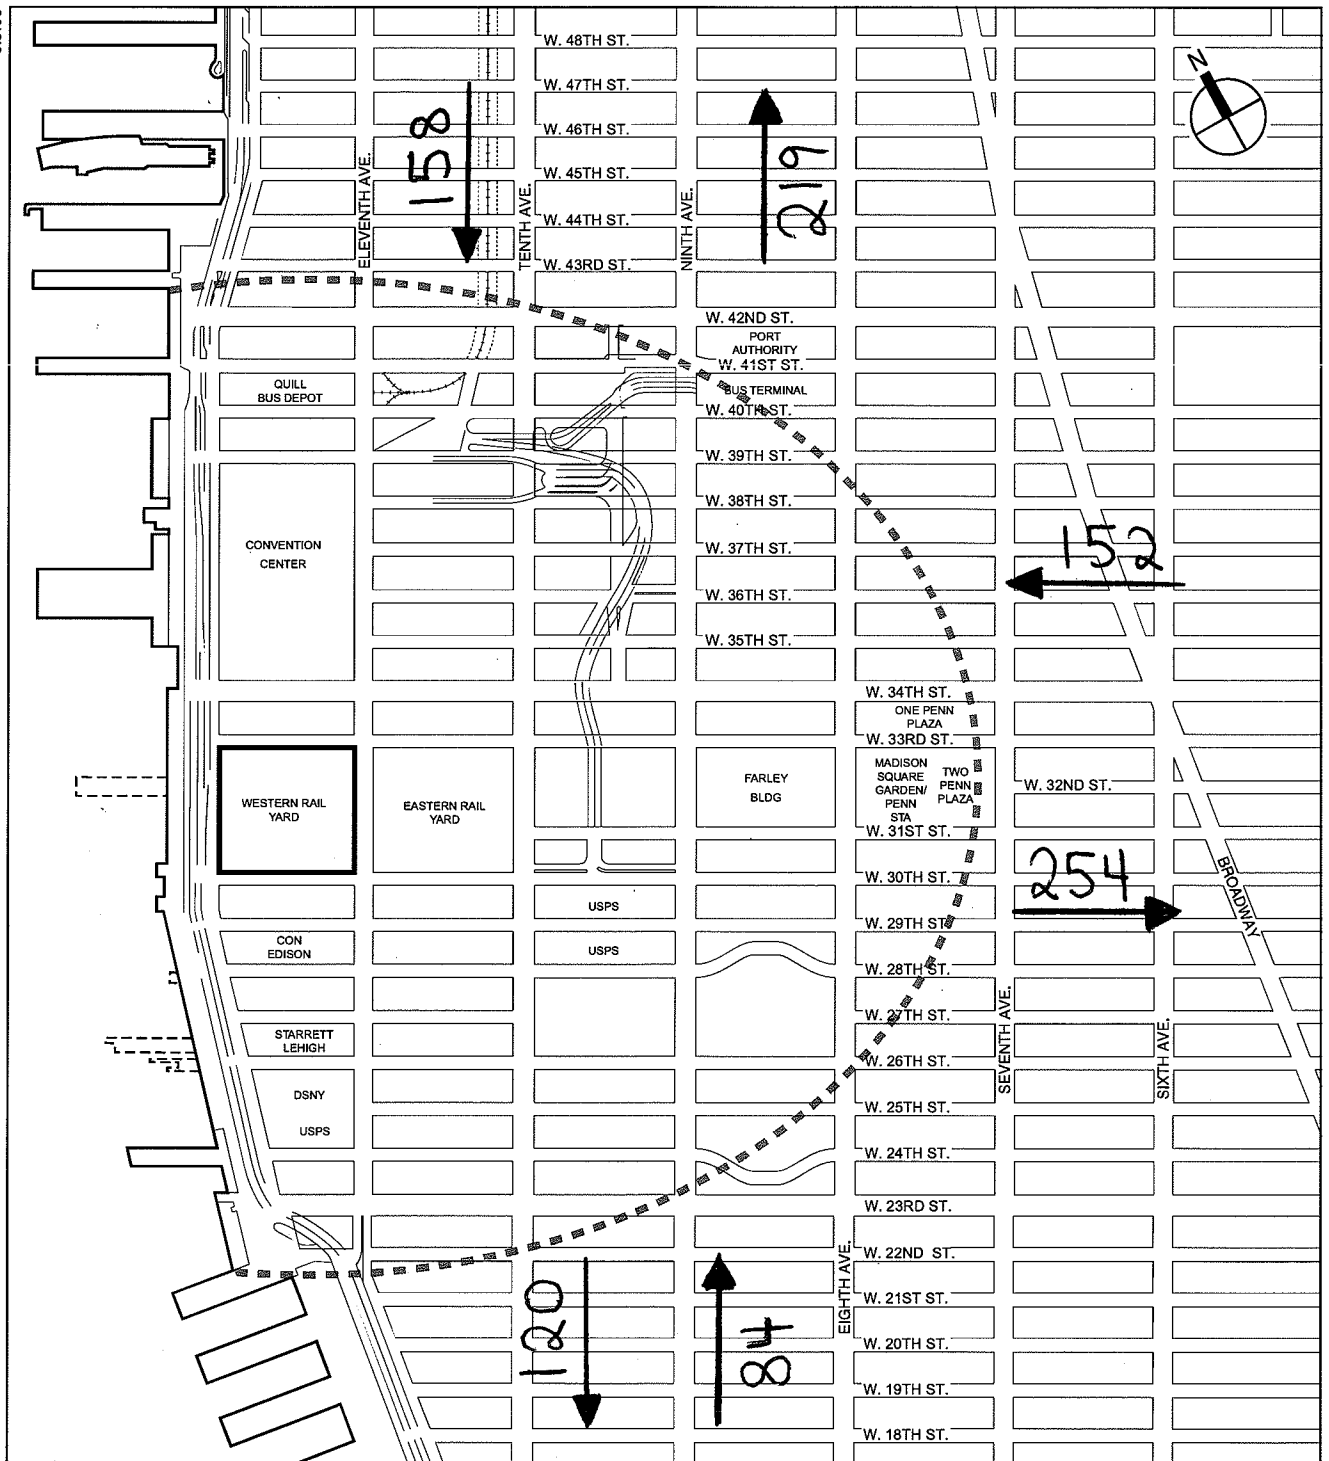 W. 48TH ST.
W. 47TH ST.
W. 46TH ST.
W. 45TH ST.
W. 44TH ST.
W. 43RD ST.
N
158
219
ELEVENTH AVE.
TENTH AVE.
NINTH AVE.
W. 42ND ST.
PORT
AUTHORITY
W. 41ST ST.
BUS TERMINAL
W. 40TH ST.
QUILL
BUS DEPOT
W. 39TH ST.
W. 38TH ST.
W. 37TH ST.
W. 36TH ST.
W. 35TH ST.
CONVENTION
CENTER
152
W. 34TH ST.
ONE PENN
PLAZA
W. 33RD ST.
WESTERN RAIL
YARD
EASTERN RAIL
YARD
FARLEY
BLDG
MADISON
SQUARE
GARDEN/
PENN
STA
TWO
PENN
PLAZA
W. 32ND ST.
W. 31ST ST.
W. 30TH ST.
254
BROADWAY
USPS
W. 29TH ST.
CON
EDISON
USPS
W. 28TH ST.
W. 27TH ST.
STARRETT
LEHIGH
W. 26TH ST.
SEVENTH AVE.
SIXTH AVE.
DSNY
USPS
W. 25TH ST.
W. 24TH ST.
W. 23RD ST.
W. 22ND ST.
EIGHTH AVE.
W. 21ST ST.
W. 20TH ST.
W. 19TH ST.
W. 18TH ST.
120
84